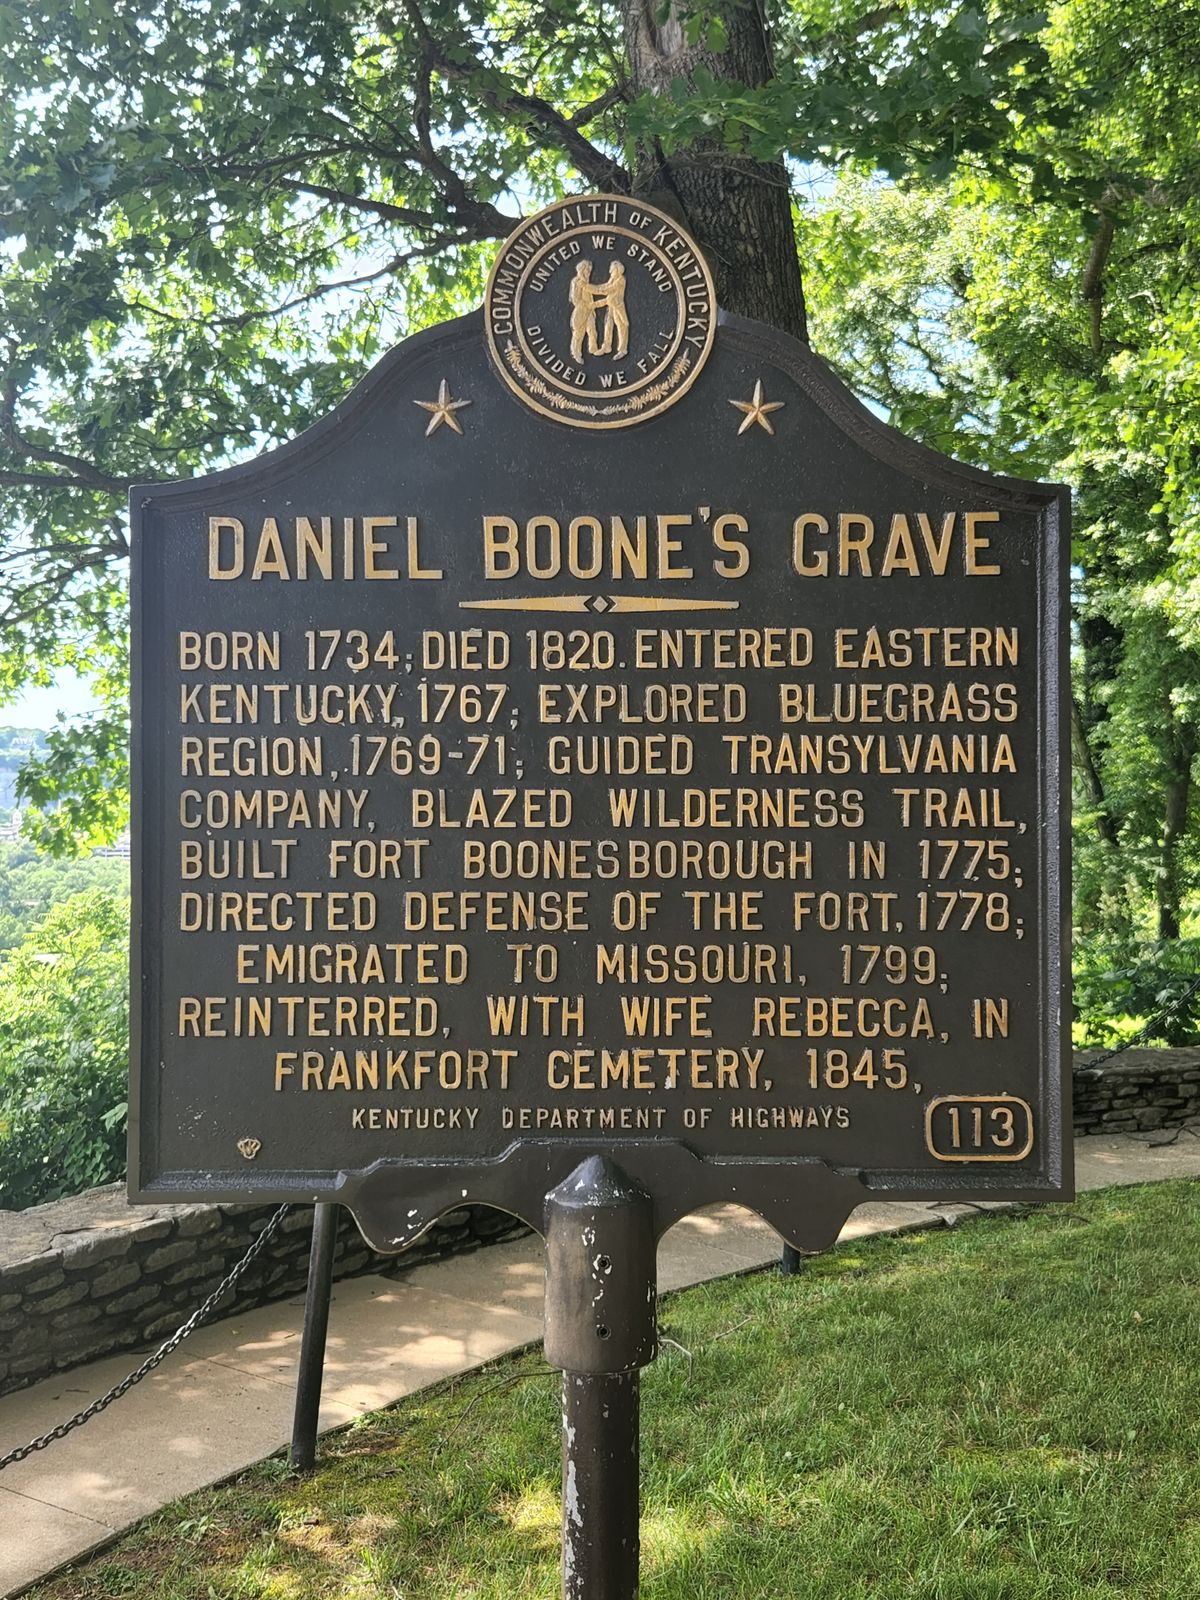 COMMONWEALTH OF KENTUCKY
UNITED WE STAND
DIVIDED WE FALL
DANIEL BOONE'S GRAVE
BORN 1734; DIED 1820. ENTERED EASTERN
KENTUCKY, 1767; EXPLORED BLUEGRASS
REGION, 1769-71; GUIDED TRANSYLVANIA
COMPANY, BLAZED WILDERNESS TRAIL,
BUILT FORT BOONESBOROUGH IN 1775;
DIRECTED DEFENSE OF THE FORT, 1778;
EMIGRATED TO MISSOURI, 1799;
REINTERRED, WITH WIFE REBECCA, IN
FRANKFORT CEMETERY, 1845,
KENTUCKY DEPARTMENT OF HIGHWAYS
113